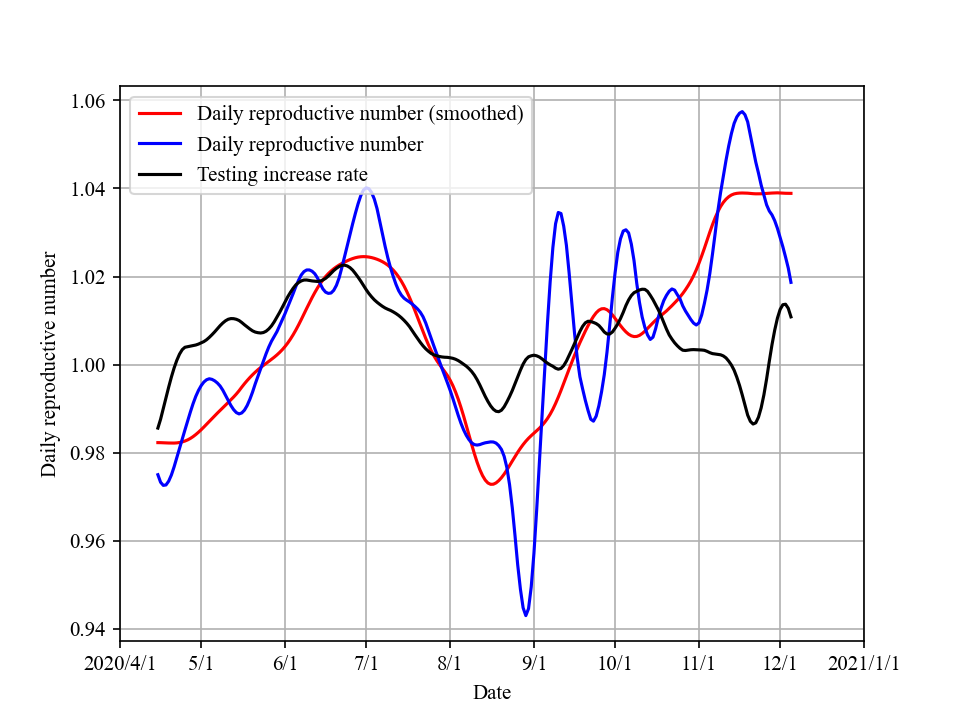 Daily reproductive number (smoothed)
Daily reproductive number
Testing increase rate
1.06
1.04
1.02
1.00
0.98
0.96
0.94
Daily reproductive number
2020/4/1 5/1 6/1 7/1 8/1 9/1 10/1 11/1 12/1 2021/1/1
Date